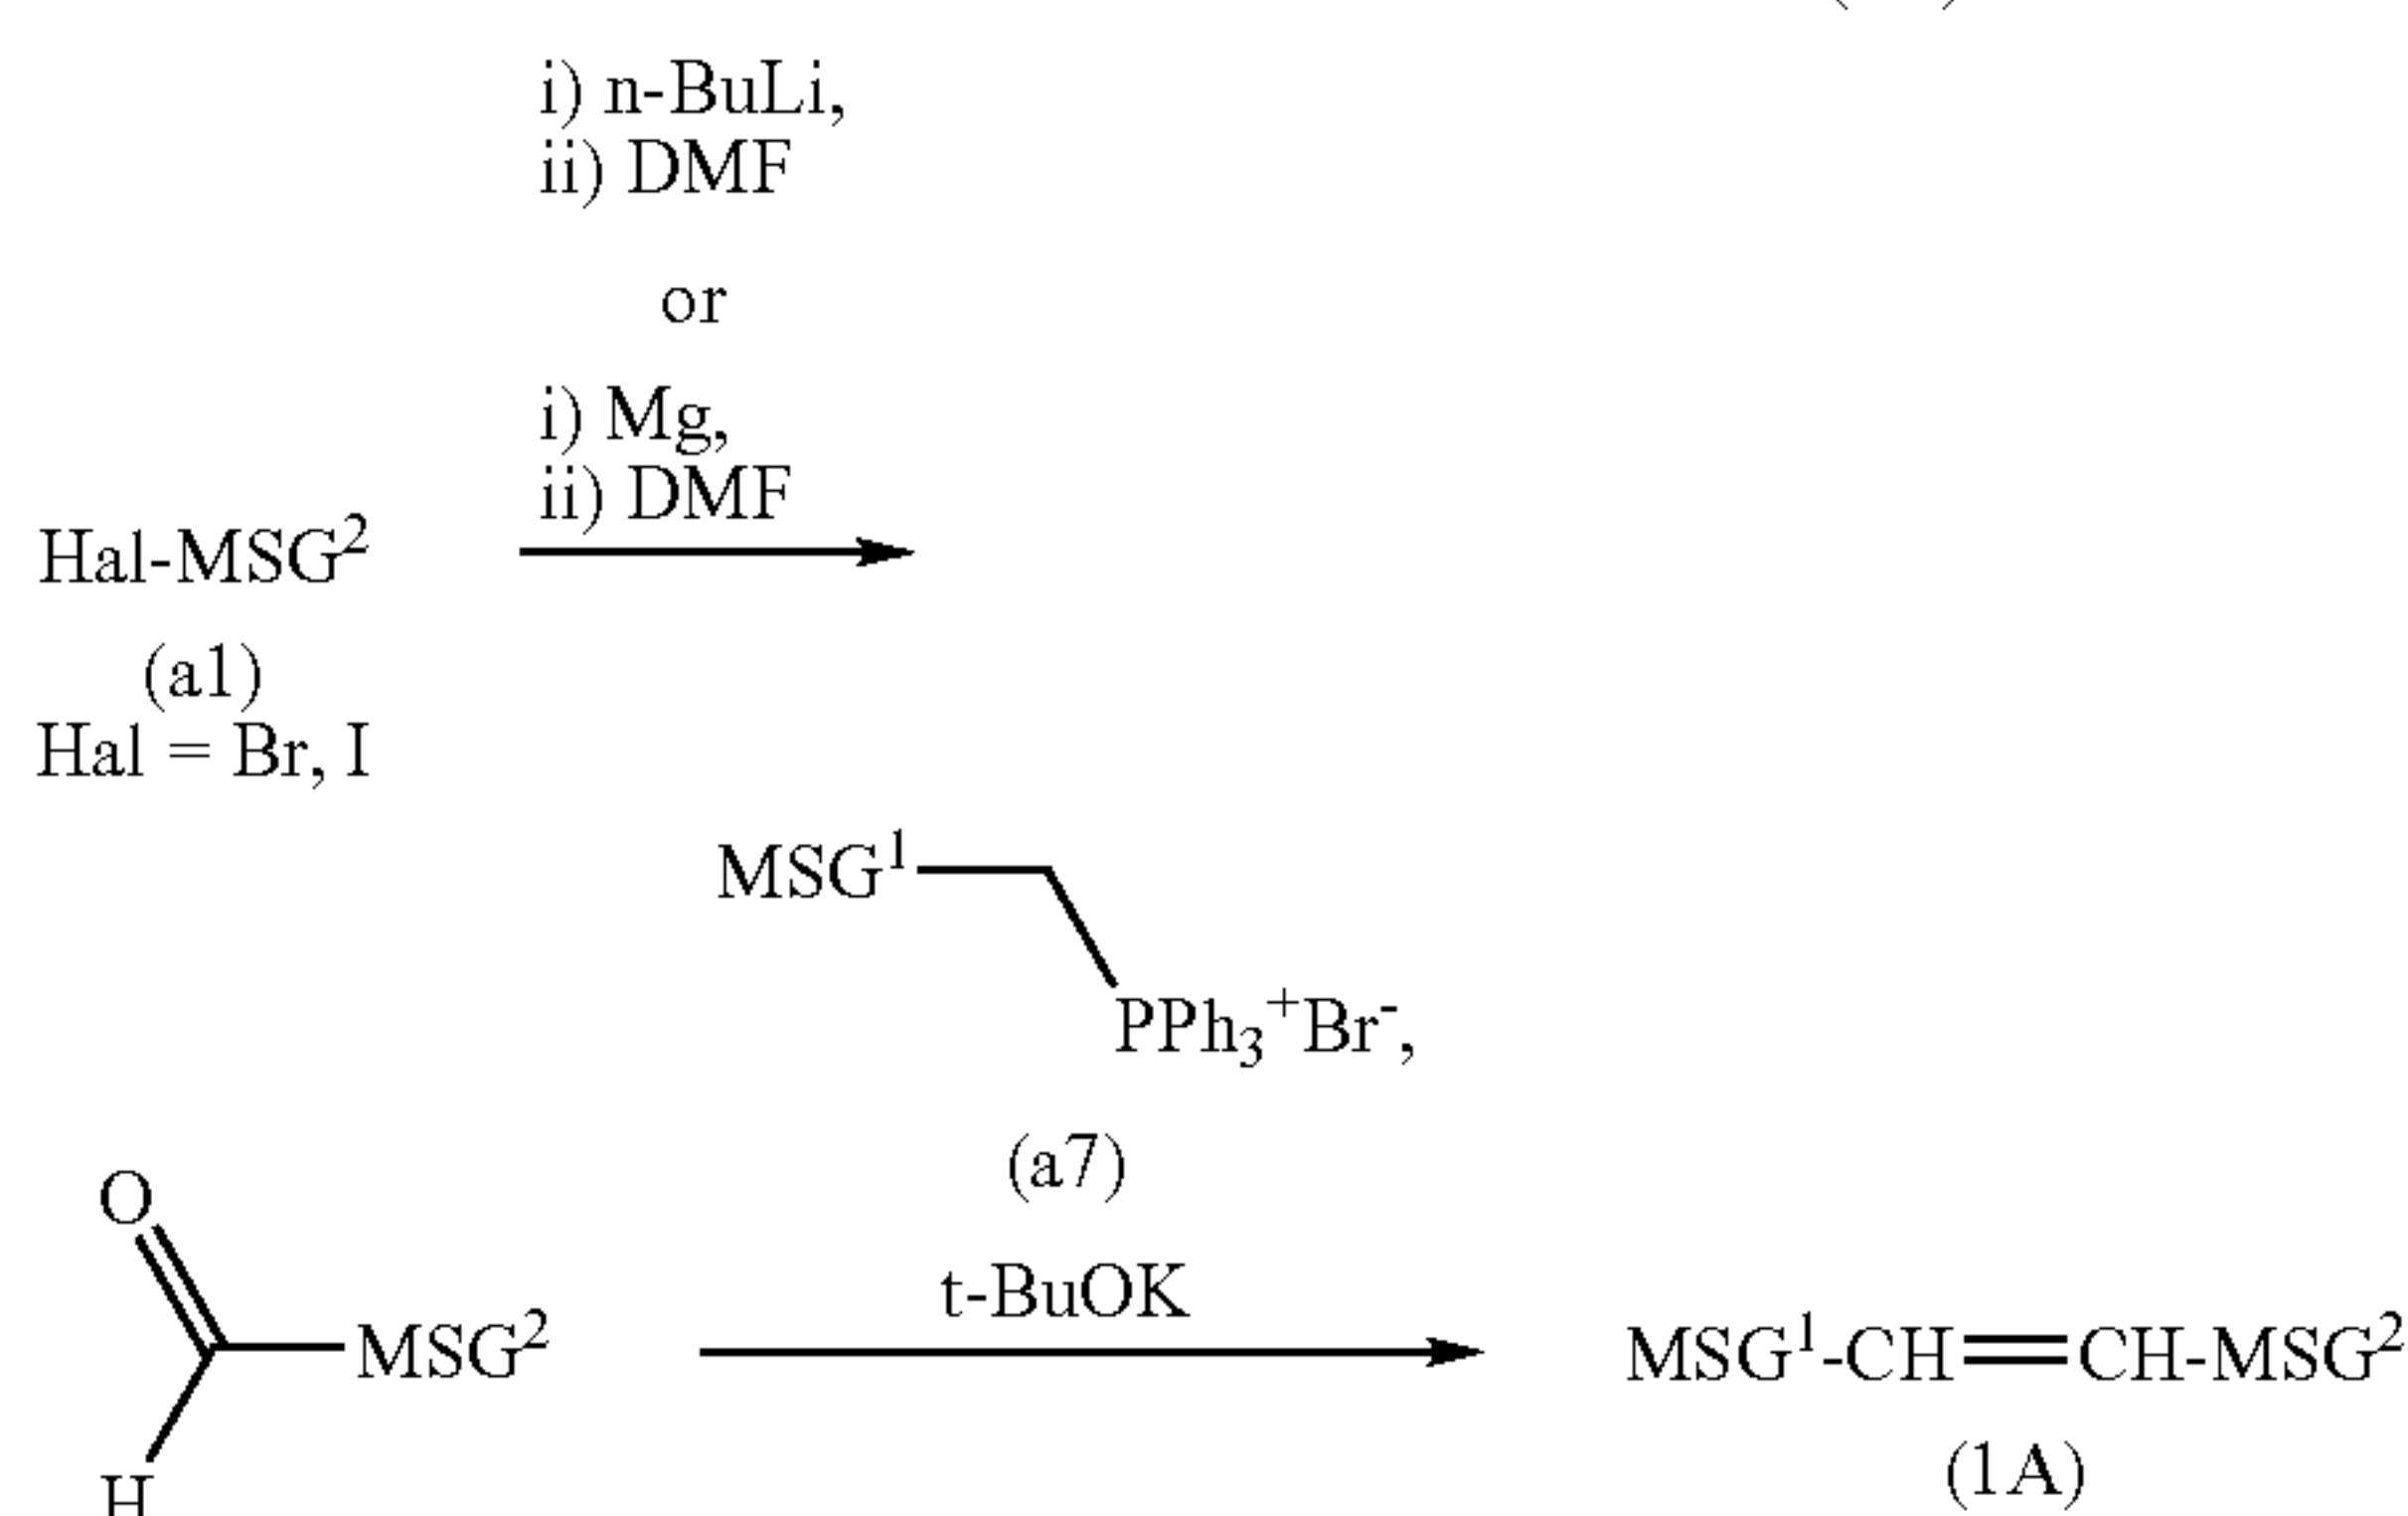 i) n-BuLi,
ii) DMF
or
i) Mg,
ii) DMF
Hal-MSG²
(a1)
Hal = Br, I
MSG¹
PPh₃⁺Br⁻,
(a7)
O
t-BuOK
MSG²
MSG¹-CH=CH-MSG²
H
(1A)